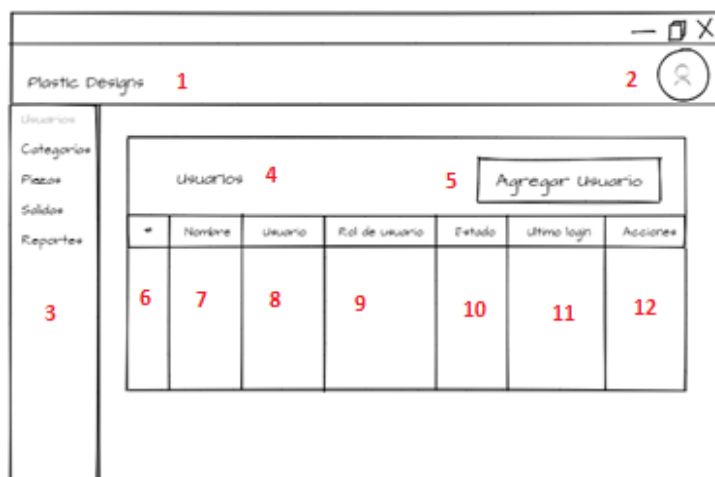 Plastic Designs 1 2
Usuarios
Categorias
Piezas
Salidas
Reportes
3
Usuarios 4 5 Agregar Usuario
# Nombre Usuario Rol de usuario Estado Ultimo login Acciones
6 7 8 9 10 11 12